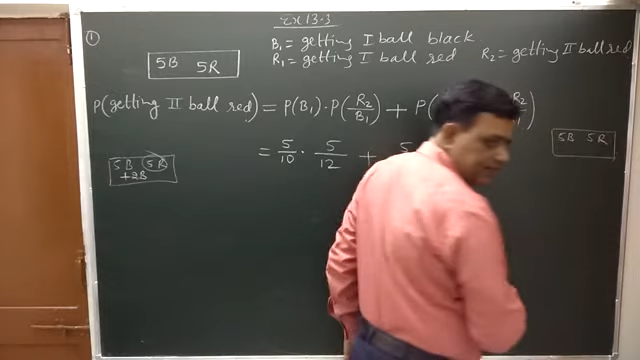 Ex 13.3
① B₁ = getting I ball black
5B 5R R₁ = getting I ball red R₂ = getting II ball red
P(getting II ball red) = P(B₁) · P(R₂/B₁) + P(
= 5/10 · 5/12 + 5
5B 5R
5B 5R
+2B